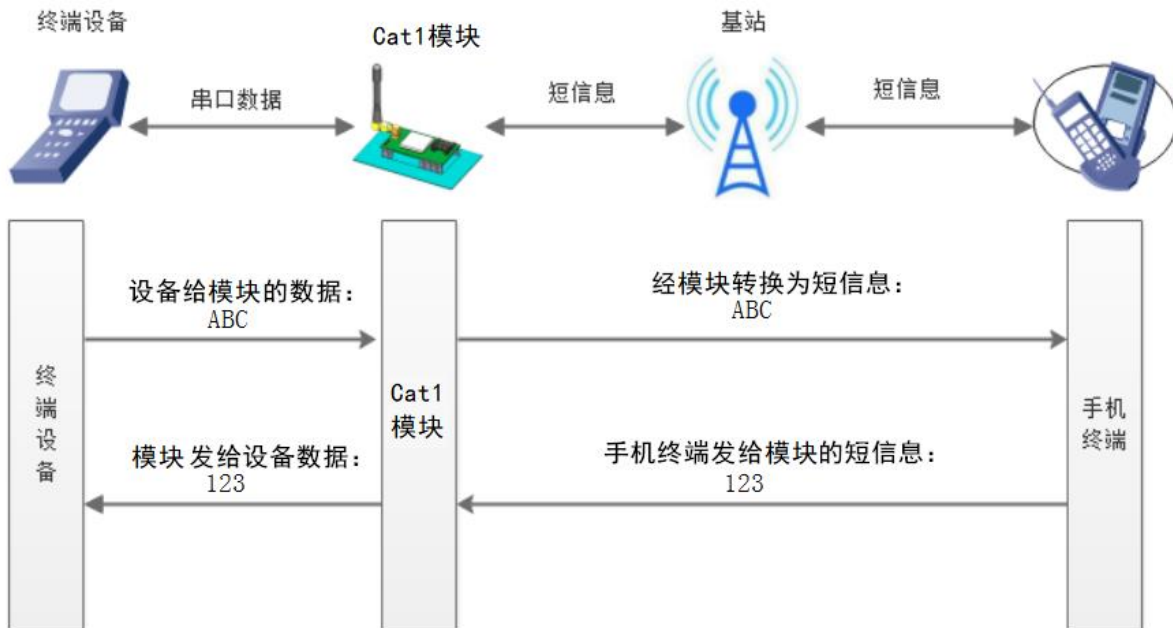 终端设备
Cat1模块
基站
串口数据
短信息
短信息
设备给模块的数据：
ABC
经模块转换为短信息：
ABC
终端设备
Cat1
模块
手机
终端
模块 发给设备数据：
123
手机终端发给模块的短信息：
123